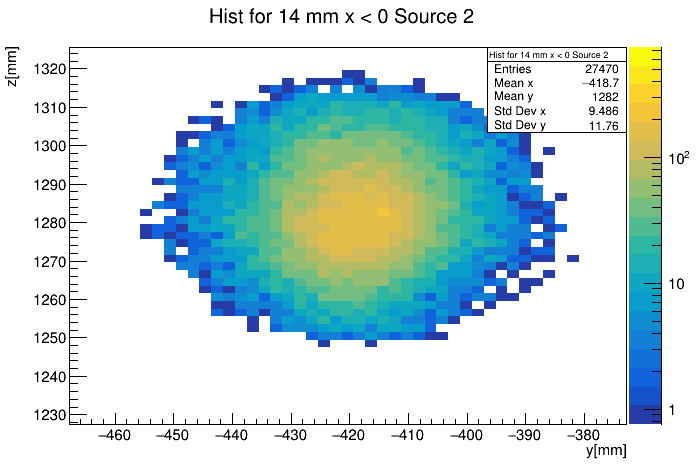 Hist for 14 mm x < 0 Source 2
z[mm]
Hist for 14 mm x < 0 Source 2
Entries 27470
Mean x −418.7
Mean y 1282
Std Dev x 9.486
Std Dev y 11.76
1320
1310
1300
1290
1280
1270
1260
1250
1240
1230
10²
10
1
−460 −450 −440 −430 −420 −410 −400 −390 −380
y[mm]